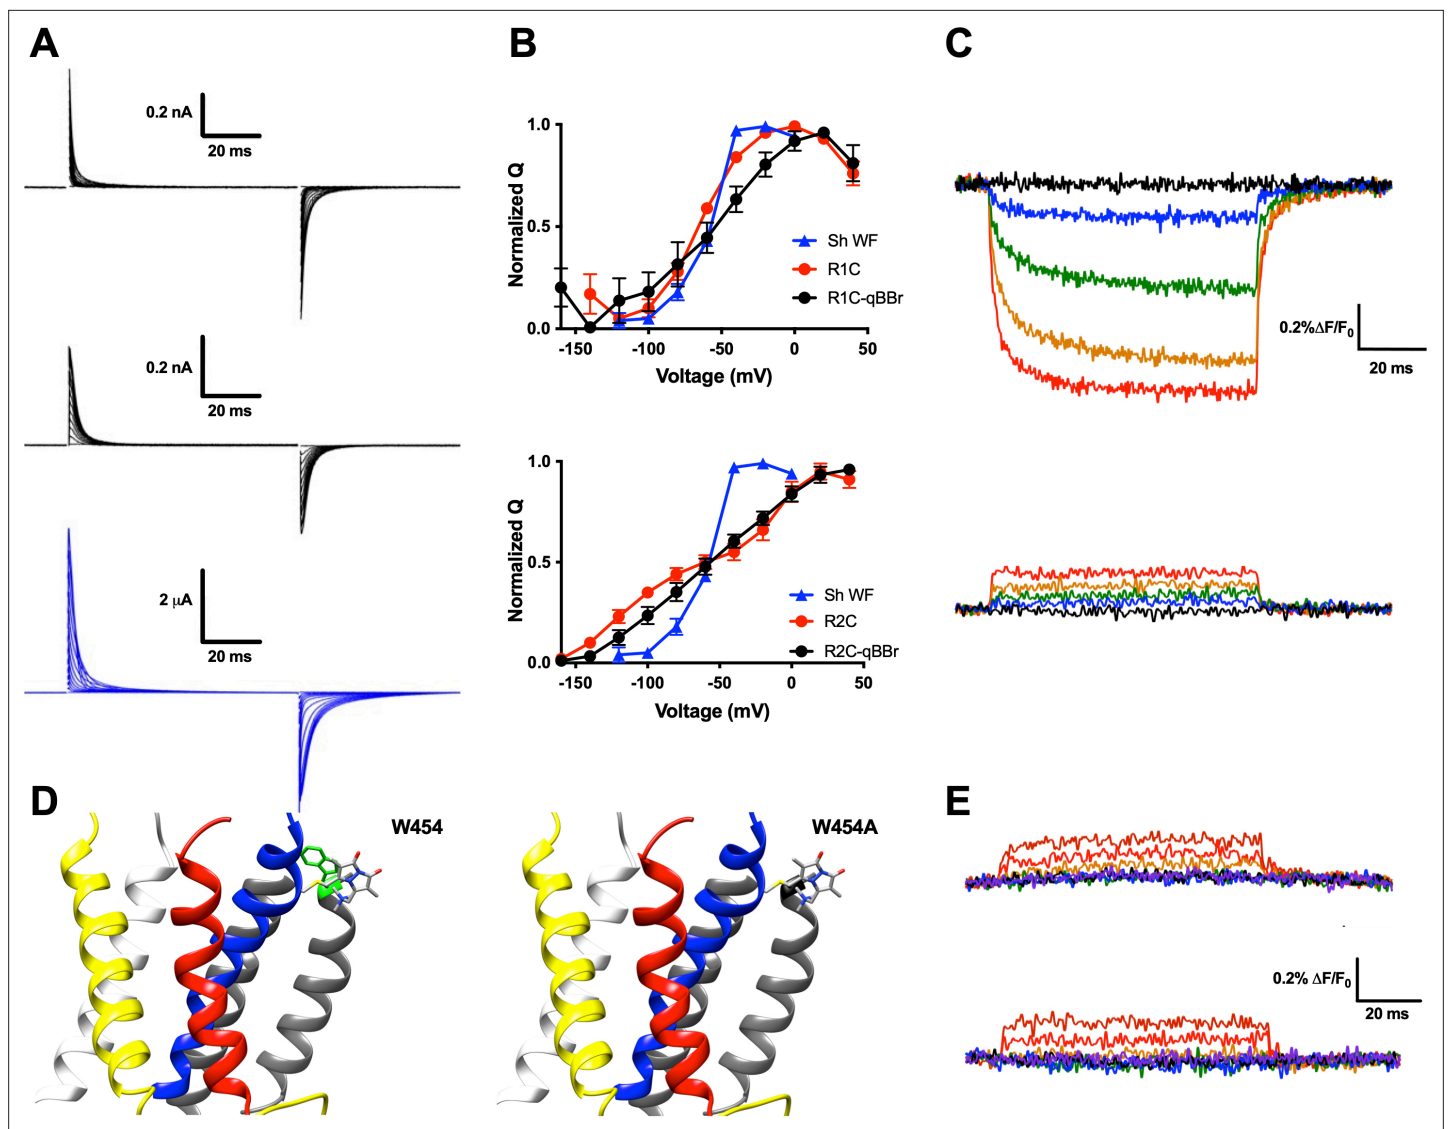 A
0.2 nA
20 ms
0.2 nA
20 ms
2 µA
20 ms
B
Normalized Q
1.0
0.5
0.0
-150
-100
-50
0
50
Voltage (mV)
Sh WF
R1C
R1C-qBBr
Normalized Q
1.0
0.5
0.0
-150
-100
-50
0
50
Voltage (mV)
Sh WF
R2C
R2C-qBBr
C
0.2%ΔF/F0
20 ms
D
W454
W454A
E
0.2% ΔF/F0
20 ms